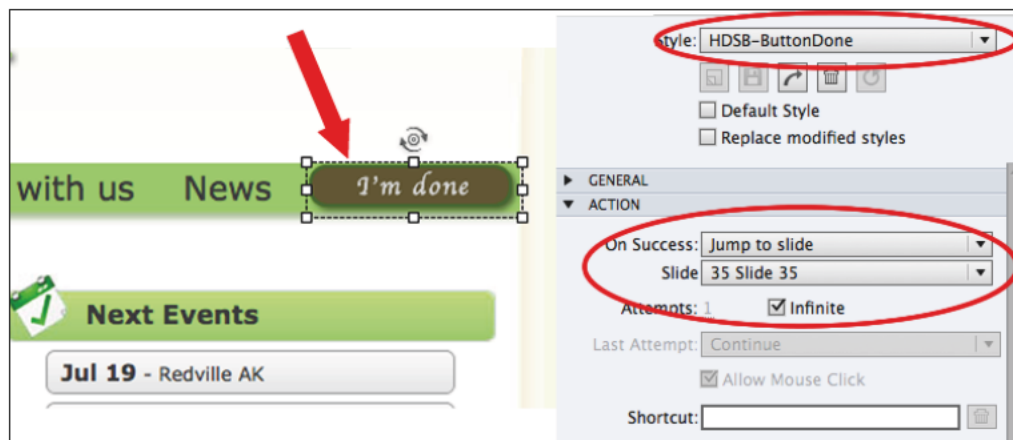 with us News I'm done
Next Events
Jul 19 - Redville AK
Style: HDSB-ButtonDone
Default Style
Replace modified styles
GENERAL
ACTION
On Success: Jump to slide
Slide 35 Slide 35
Attempts: 1 Infinite
Last Attempt: Continue
Allow Mouse Click
Shortcut: